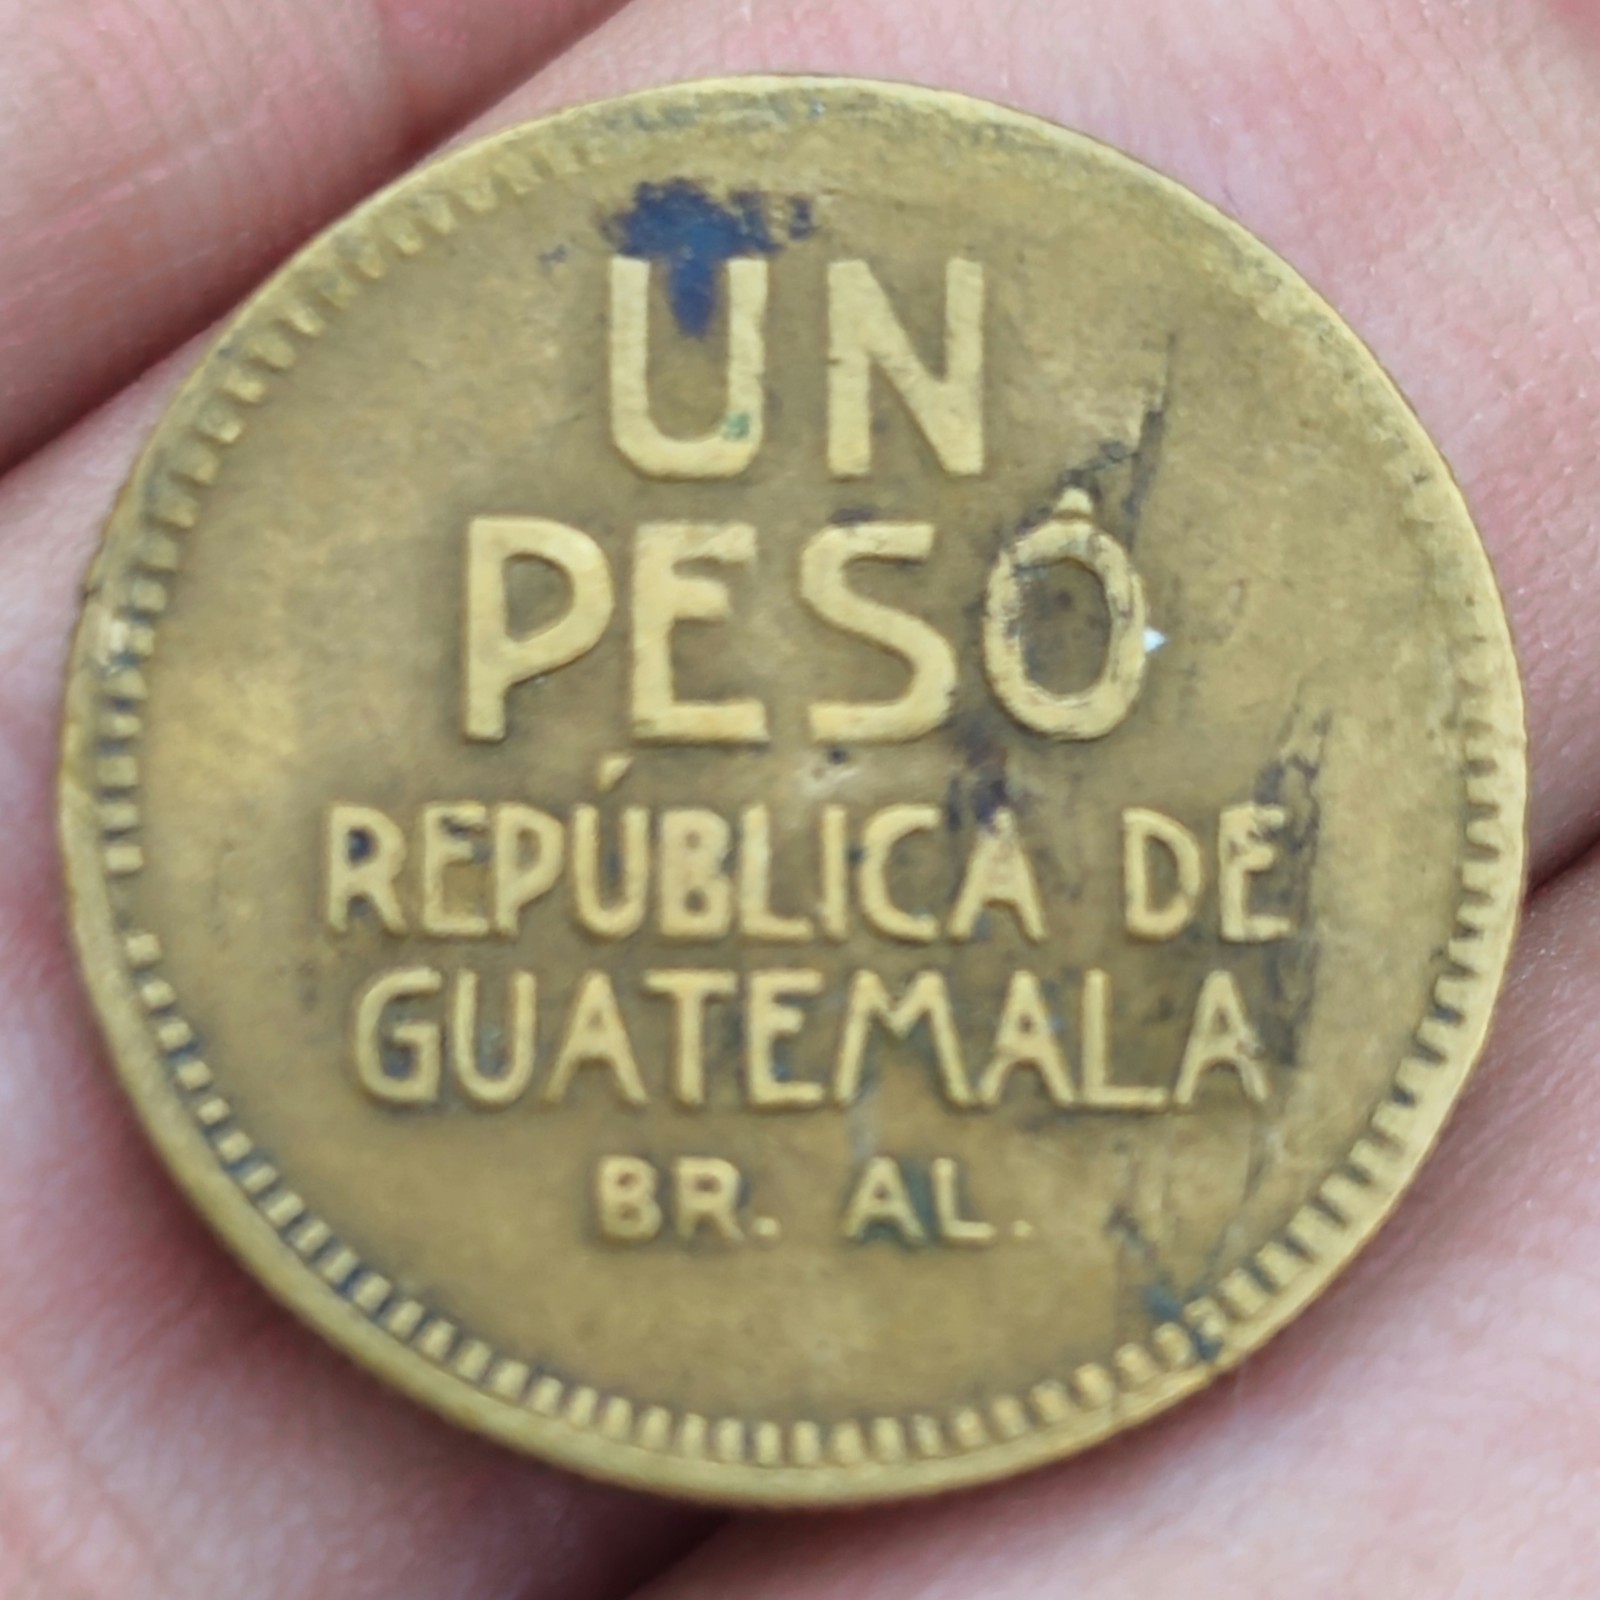 UN
PESO
REPÚBLICA DE
GUATEMALA
BR. AL.